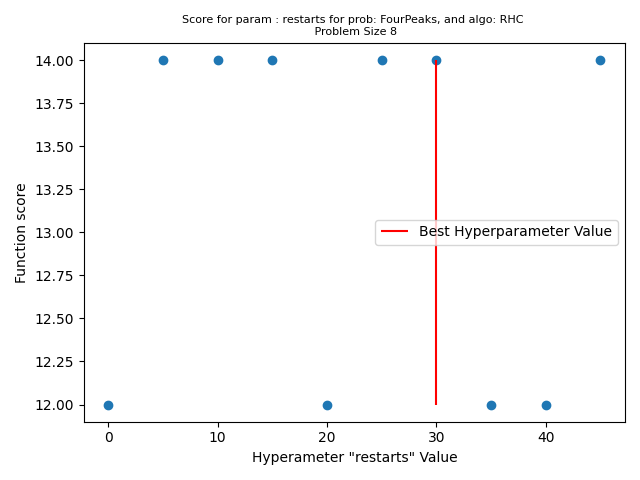 Score for param : restarts for prob: FourPeaks, and algo: RHC
Problem Size 8
14.00
13.75
13.50
13.25
13.00
12.75
12.50
12.25
12.00
Function score
Best Hyperparameter Value
0 10 20 30 40
Hyperameter "restarts" Value